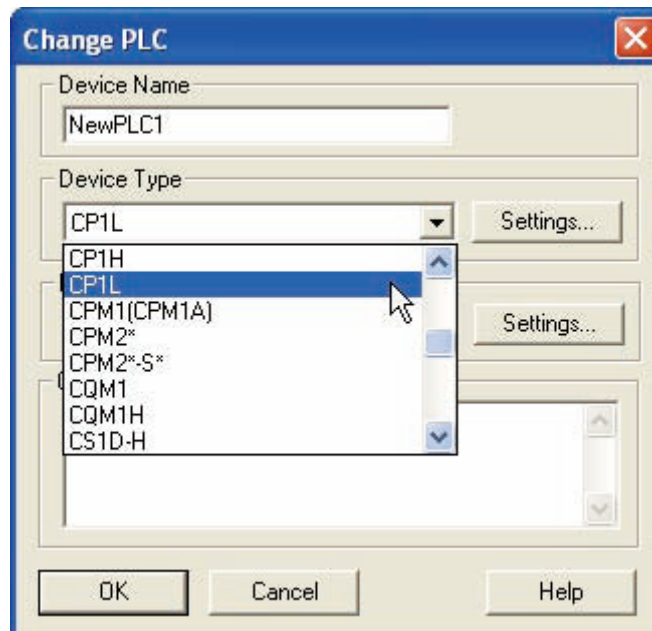 Change PLC
Device Name
NewPLC1
Device Type
CP1L
Settings...
CP1H
CP1L
CPM1(CPM1A)
CPM2*
CPM2*-S*
CQM1
CQM1H
CS1D-H
Settings...
OK
Cancel
Help